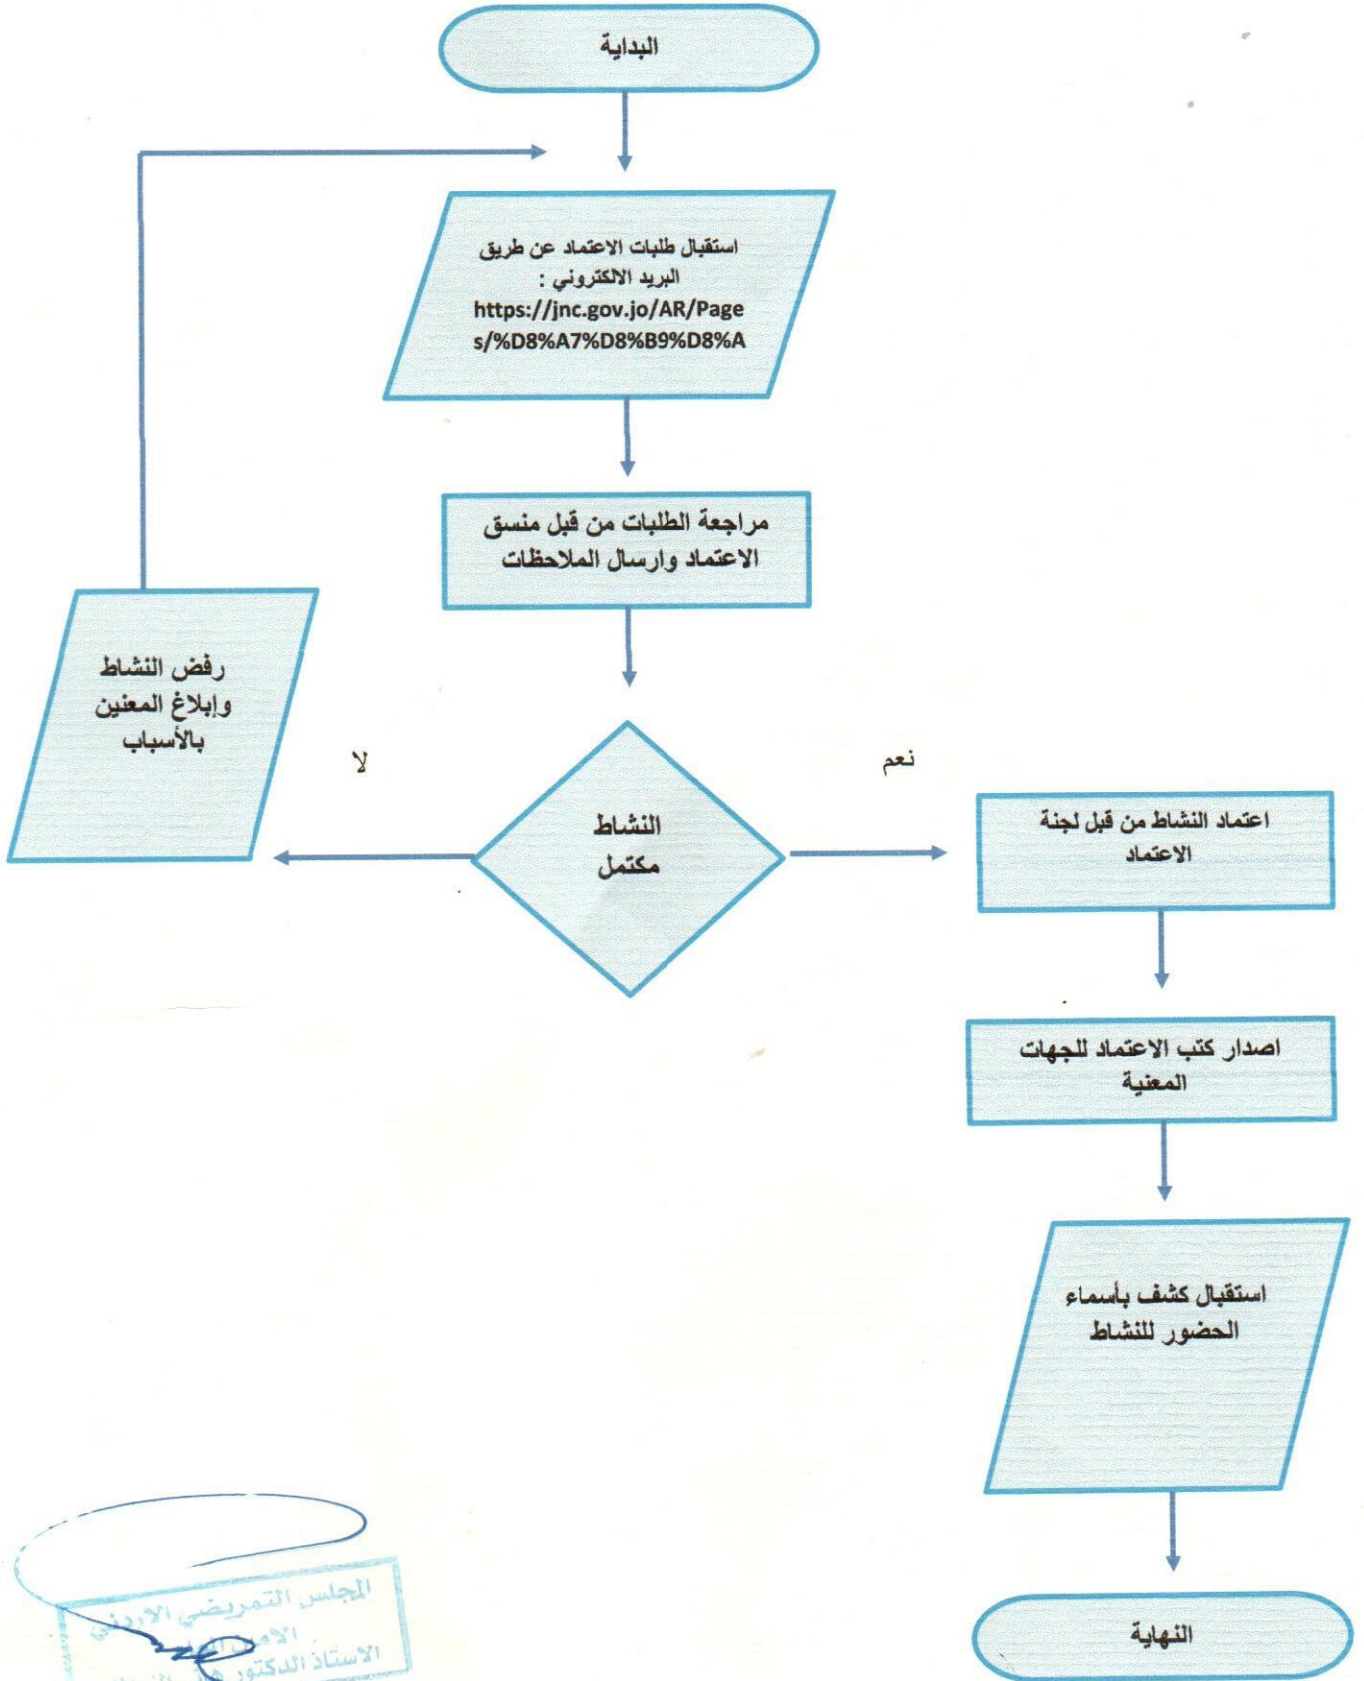 البداية
استقبال طلبات الاعتماد عن طريق
البريد الالكتروني :
https://jnc.gov.jo/AR/Page
s/%D8%A7%D8%B9%D8%A
مراجعة الطلبات من قبل منسق
الاعتماد وارسال الملاحظات
النشاط
مكتمل
لا
رفض النشاط
وإبلاغ المعنين
بالأسباب
نعم
اعتماد النشاط من قبل لجنة
الاعتماد
اصدار كتب الاعتماد للجهات
المعنية
استقبال كشف بأسماء
الحضور للنشاط
النهاية
المجلس التمريضي الاردني
الامين
الاستاذ الدكتور